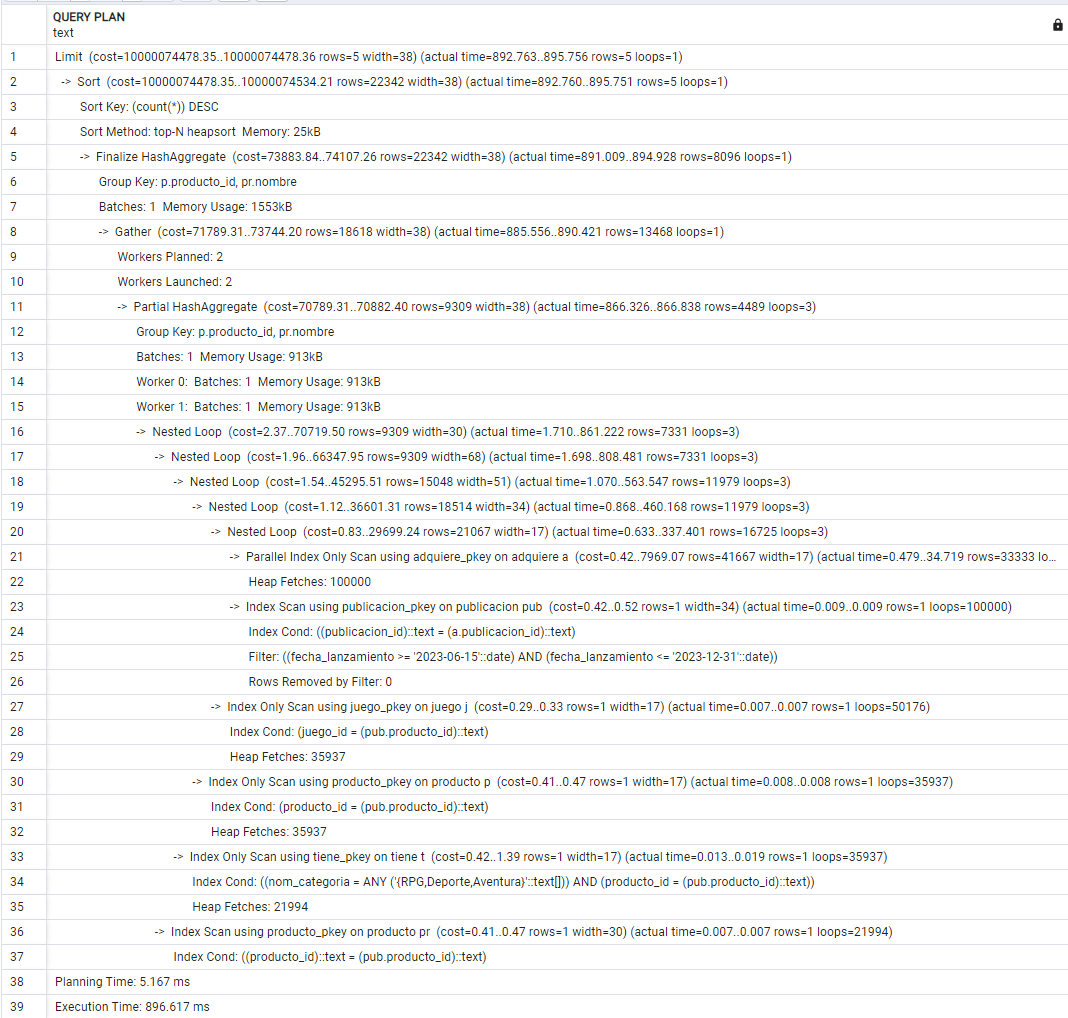 QUERY PLAN
text
1 Limit (cost=10000074478.35..10000074478.36 rows=5 width=38) (actual time=892.763..895.756 rows=5 loops=1)
2 -> Sort (cost=10000074478.35..10000074534.21 rows=22342 width=38) (actual time=892.760..895.751 rows=5 loops=1)
3 Sort Key: (count(*)) DESC
4 Sort Method: top-N heapsort Memory: 25kB
5 -> Finalize HashAggregate (cost=73883.84..74107.26 rows=22342 width=38) (actual time=891.009..894.928 rows=8096 loops=1)
6 Group Key: p.producto_id, pr.nombre
7 Batches: 1 Memory Usage: 1553kB
8 -> Gather (cost=71789.31..73744.20 rows=18618 width=38) (actual time=885.556..890.421 rows=13468 loops=1)
9 Workers Planned: 2
10 Workers Launched: 2
11 -> Partial HashAggregate (cost=70789.31..70882.40 rows=9309 width=38) (actual time=866.326..866.838 rows=4489 loops=3)
12 Group Key: p.producto_id, pr.nombre
13 Batches: 1 Memory Usage: 913kB
14 Worker 0: Batches: 1 Memory Usage: 913kB
15 Worker 1: Batches: 1 Memory Usage: 913kB
16 -> Nested Loop (cost=2.37..70719.50 rows=9309 width=30) (actual time=1.710..861.222 rows=7331 loops=3)
17 -> Nested Loop (cost=1.96..66347.95 rows=9309 width=68) (actual time=1.698..808.481 rows=7331 loops=3)
18 -> Nested Loop (cost=1.54..45295.51 rows=15048 width=51) (actual time=1.070..563.547 rows=11979 loops=3)
19 -> Nested Loop (cost=1.12..36601.31 rows=18514 width=34) (actual time=0.868..460.168 rows=11979 loops=3)
20 -> Nested Loop (cost=0.83..29699.24 rows=21067 width=17) (actual time=0.633..337.401 rows=16725 loops=3)
21 -> Parallel Index Only Scan using adquiere_pkey on adquiere a (cost=0.42..7969.07 rows=41667 width=17) (actual time=0.479..34.719 rows=33333 lo...
22 Heap Fetches: 100000
23 -> Index Scan using publicacion_pkey on publicacion pub (cost=0.42..0.52 rows=1 width=34) (actual time=0.009..0.009 rows=1 loops=100000)
24 Index Cond: ((publicacion_id)::text = (a.publicacion_id)::text)
25 Filter: ((fecha_lanzamiento >= '2023-06-15'::date) AND (fecha_lanzamiento <= '2023-12-31'::date))
26 Rows Removed by Filter: 0
27 -> Index Only Scan using juego_pkey on juego j (cost=0.29..0.33 rows=1 width=17) (actual time=0.007..0.007 rows=1 loops=50176)
28 Index Cond: (juego_id = (pub.producto_id)::text)
29 Heap Fetches: 35937
30 -> Index Only Scan using producto_pkey on producto p (cost=0.41..0.47 rows=1 width=17) (actual time=0.008..0.008 rows=1 loops=35937)
31 Index Cond: (producto_id = (pub.producto_id)::text)
32 Heap Fetches: 35937
33 -> Index Only Scan using tiene_pkey on tiene t (cost=0.42..1.39 rows=1 width=17) (actual time=0.013..0.019 rows=1 loops=35937)
34 Index Cond: ((nom_categoria = ANY ('{RPG,Deporte,Aventura}'::text[])) AND (producto_id = (pub.producto_id)::text))
35 Heap Fetches: 21994
36 -> Index Scan using producto_pkey on producto pr (cost=0.41..0.47 rows=1 width=30) (actual time=0.007..0.007 rows=1 loops=21994)
37 Index Cond: ((producto_id)::text = (pub.producto_id)::text)
38 Planning Time: 5.167 ms
39 Execution Time: 896.617 ms